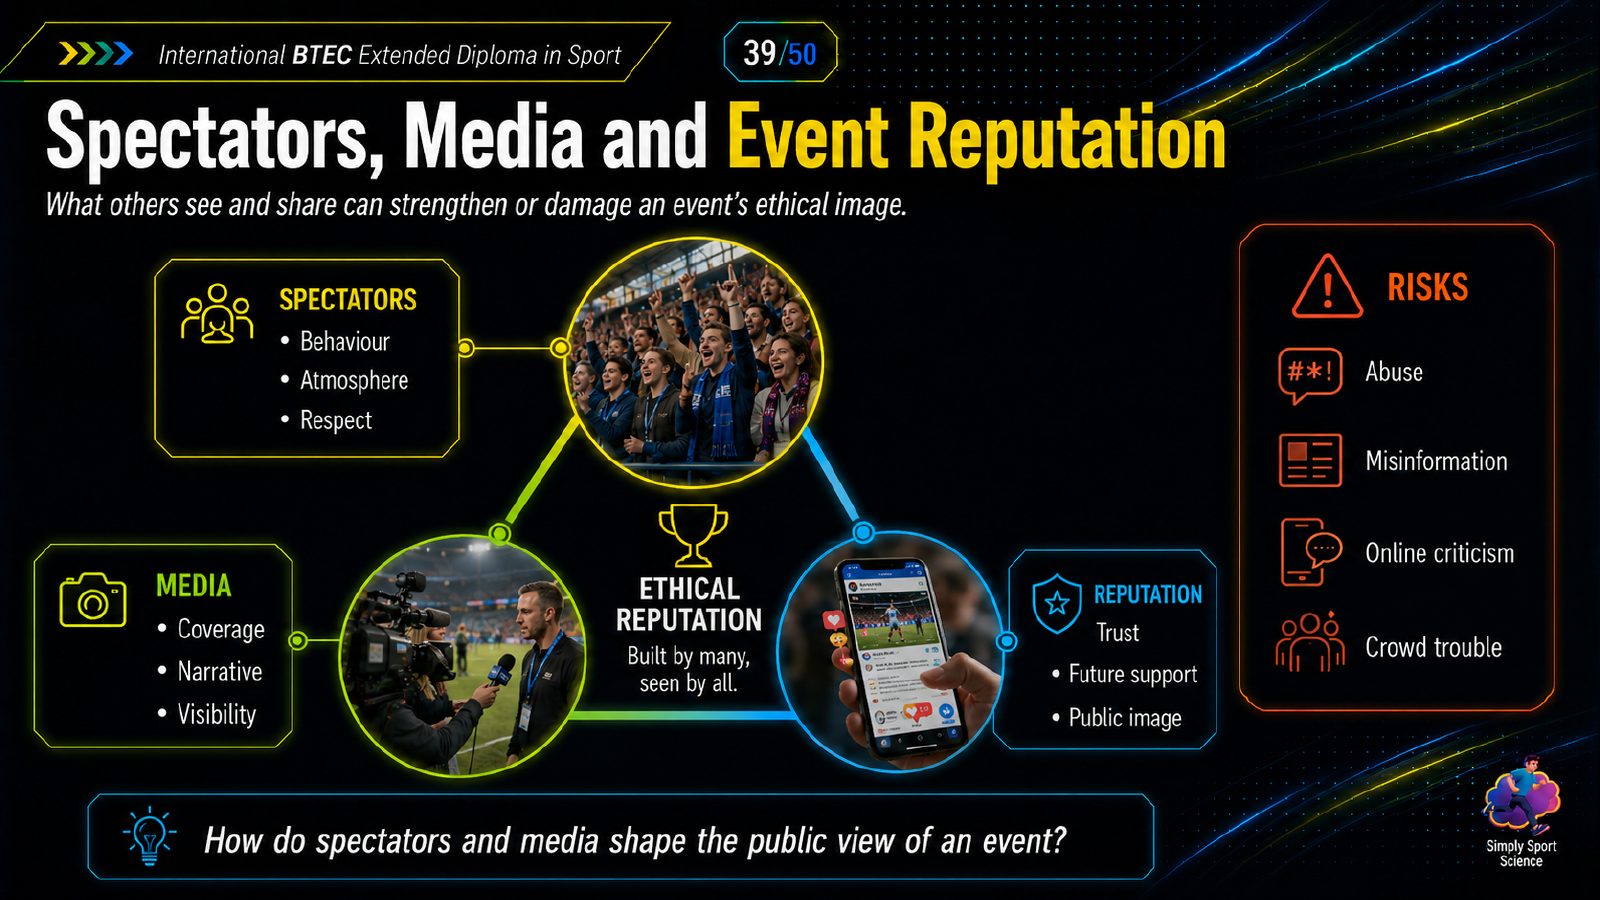 International BTEC Extended Diploma in Sport
39/50
Spectators, Media and Event Reputation
What others see and share can strengthen or damage an event's ethical image.
SPECTATORS
• Behaviour
• Atmosphere
• Respect
MEDIA
• Coverage
• Narrative
• Visibility
ETHICAL
REPUTATION
Built by many,
seen by all.
REPUTATION
Trust
• Future support
• Public image
RISKS
#*!
Abuse
Misinformation
Online criticism
Crowd trouble
How do spectators and media shape the public view of an event?
Simply Sport
Science